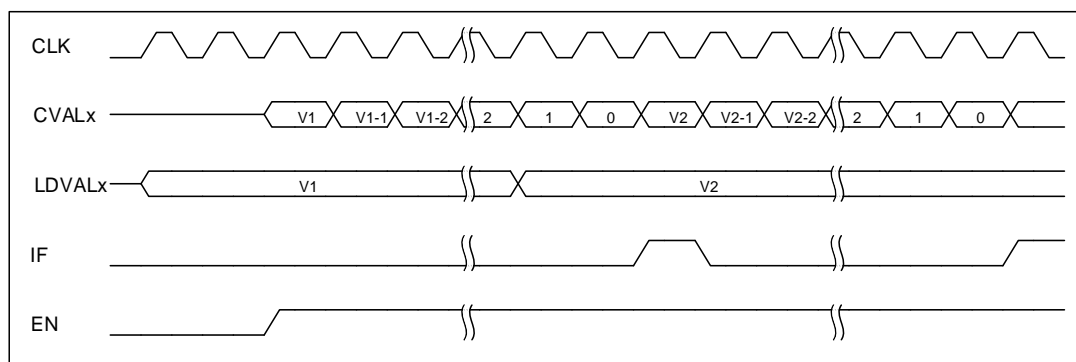 CLK
CVALx V1 V1-1 V1-2 2 1 0 V2 V2-1 V2-2 2 1 0
LDVALx V1 V2
IF
EN